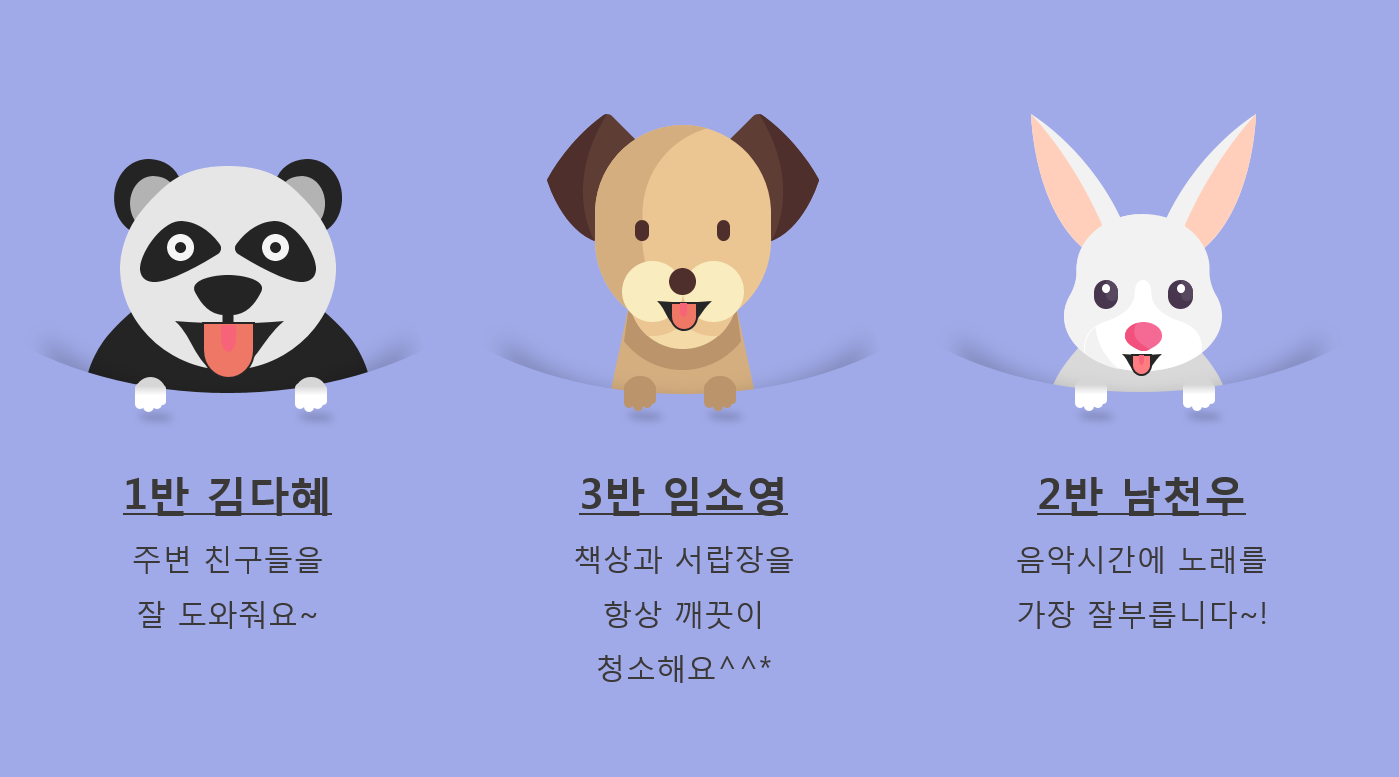 1반 김다혜
주변 친구들을
잘 도와줘요~
3반 임소영
책상과 서랍장을
항상 깨끗이
청소해요^^*
2반 남천우
음악시간에 노래를
가장 잘부릅니다~!